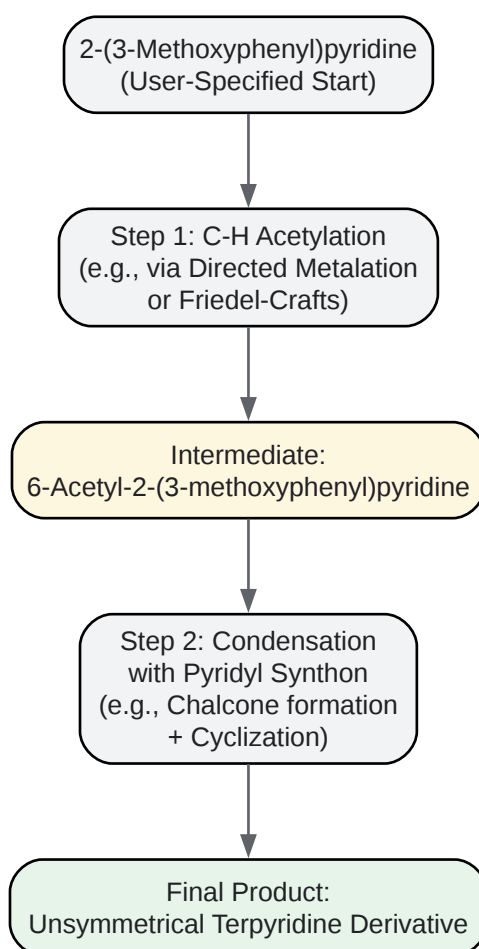 2-(3-Methoxyphenyl)pyridine
(User-Specified Start)
Step 1: C-H Acetylation
(e.g., via Directed Metalation
or Friedel-Crafts)
Intermediate:
6-Acetyl-2-(3-methoxyphenyl)pyridine
Step 2: Condensation
with Pyridyl Synthon
(e.g., Chalcone formation
+ Cyclization)
Final Product:
Unsymmetrical Terpyridine Derivative